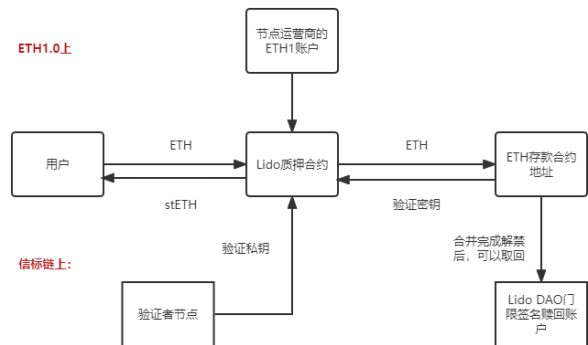 节点运营商的
ETH1账户
ETH1.0上
ETH
ETH
用户
Lido质押合约
ETH存款合约
地址
stETH
验证密钥
验证私钥
合并完成解禁
后，可以取回
信标链上：
验证者节点
Lido DAO门
限签名赎回账
户